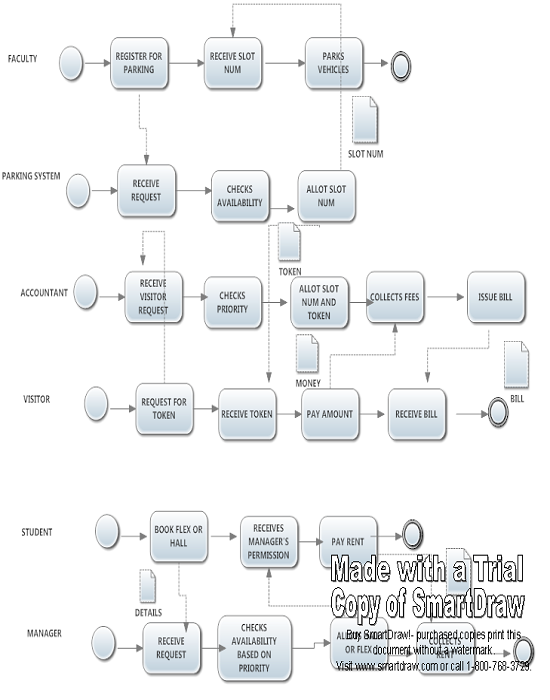 FACULTY
REGISTER FOR
PARKING
RECEIVE SLOT
NUM
PARKS
VEHICLES
SLOT NUM
PARKING SYSTEM
RECEIVE
REQUEST
CHECKS
AVAILABILITY
ALLOT SLOT
NUM
TOKEN
ACCOUNTANT
RECEIVE
VISITOR
REQUEST
CHECKS
PRIORITY
ALLOT SLOT
NUM AND
TOKEN
COLLECTS FEES
ISSUE BILL
MONEY
BILL
VISITOR
REQUEST FOR
TOKEN
RECEIVE TOKEN
PAY AMOUNT
RECEIVE BILL
STUDENT
BOOK FLEX OR
HALL
RECEIVES
MANAGER'S
PERMISSION
PAY RENT
DETAILS
MANAGER
RECEIVE
REQUEST
CHECKS
AVAILABILITY
BASED ON
PRIORITY
OR FLEX
COLLECTS
RENT
Made with a Trial
Copy of SmartDraw
Buy SmartDraw!- purchased copies print this
document without a watermark.
Visit www.smartdraw.com or call 1-800-768-3729.